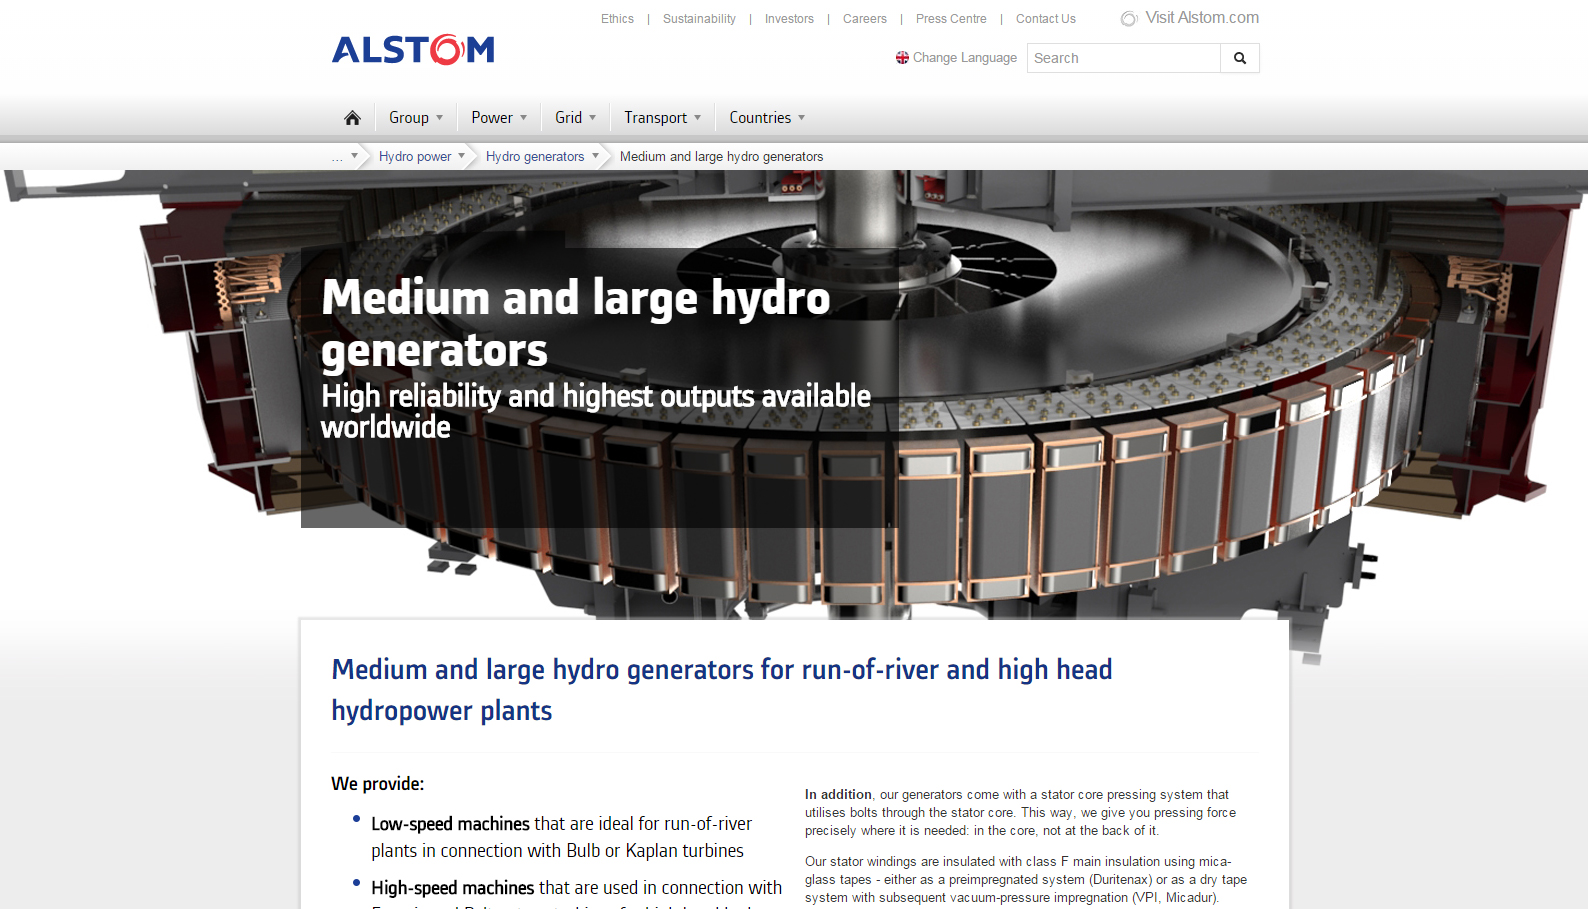 Ethics | Sustainability | Investors | Careers | Press Centre | Contact Us
Visit Alstom.com
ALSTOM
Change Language
Search
Group
Power
Grid
Transport
Countries
...
Hydro power
Hydro generators
Medium and large hydro generators
Medium and large hydro
generators
High reliability and highest outputs available
worldwide
Medium and large hydro generators for run-of-river and high head
hydropower plants
We provide:
Low-speed machines that are ideal for run-of-river
plants in connection with Bulb or Kaplan turbines
High-speed machines that are used in connection with
In addition, our generators come with a stator core pressing system that
utilises bolts through the stator core. This way, we give you pressing force
precisely where it is needed: in the core, not at the back of it.
Our stator windings are insulated with class F main insulation using mica-
glass tapes - either as a preimpregnated system (Duritenax) or as a dry tape
system with subsequent vacuum-pressure impregnation (VPI, Micadur).